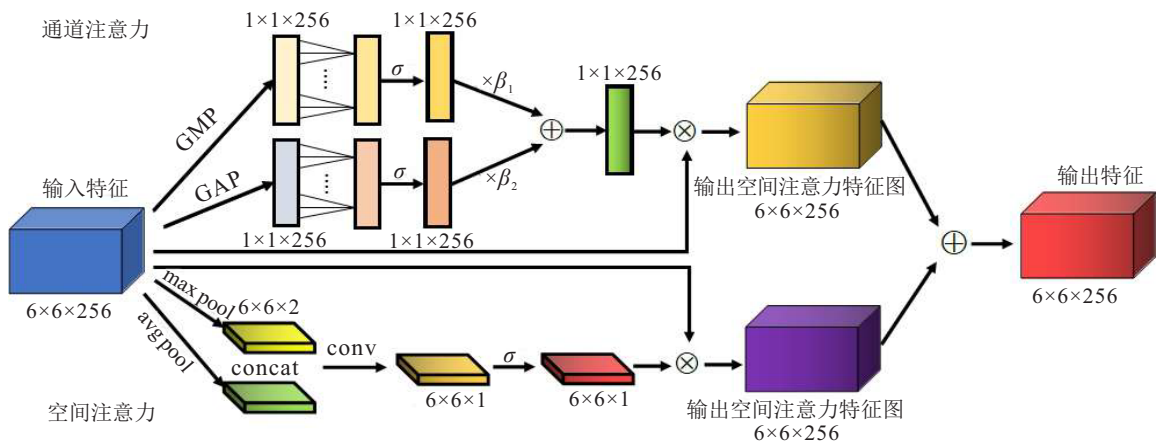 通道注意力
1×1×256
1×1×256
σ
×β₁
1×1×256
GMP
GAP
σ
×β₂
1×1×256
1×1×256
输入特征
6×6×256
输出空间注意力特征图
6×6×256
输出特征
6×6×256
max pool
avg pool
6×6×2
concat
conv
6×6×1
σ
6×6×1
输出空间注意力特征图
6×6×256
空间注意力